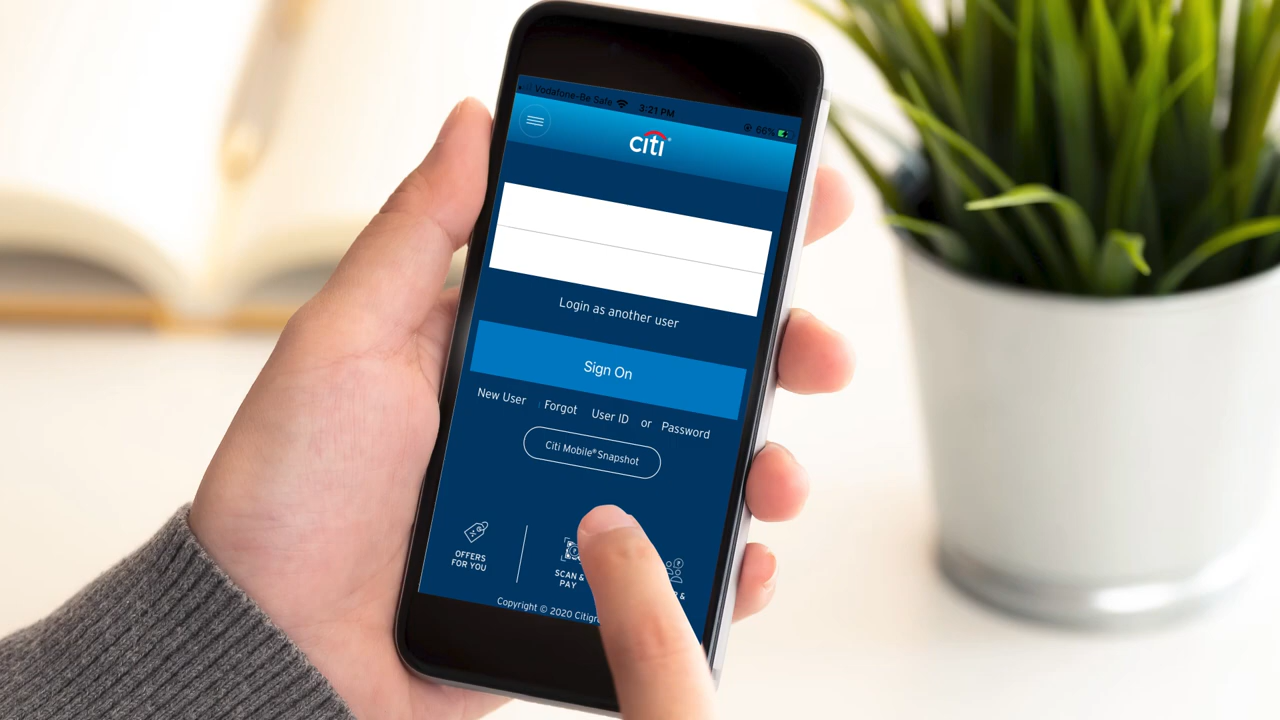 Vodafone-Be Safe 3:21 PM 66%
citi
Login as another user
Sign On
New User Forgot User ID or Password
Citi Mobile® Snapshot
OFFERS
FOR YOU
SCAN &
PAY
&
Copyright © 2020 Citigr